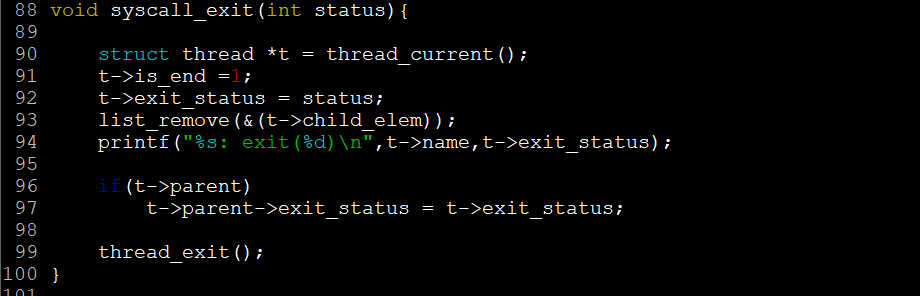 88 void syscall_exit(int status){
89
90     struct thread *t = thread_current();
91     t->is_end =1;
92     t->exit_status = status;
93     list_remove(&(t->child_elem));
94     printf("%s: exit(%d)\n",t->name,t->exit_status);
95
96     if(t->parent)
97         t->parent->exit_status = t->exit_status;
98
99     thread_exit();
100 }
101